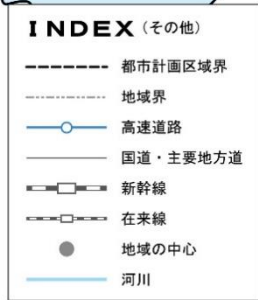 INDEX（その他）
都市計画区域界
地域界
高速道路
国道・主要地方道
新幹線
在来線
地域の中心
河川